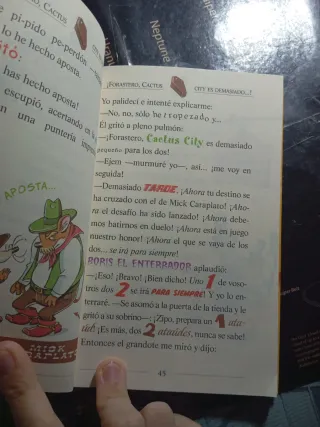 pi-pido pe-perdón
lo he hecho aposta.
has hecho aposta!
escupió, acertando en
una puntería
APOSTA...
MICK
CARAPLATO
¡FORASTERO, CACTUS CITY ES DEMASIADO...!
Yo palidecí e intenté explicarme:
—No, no, sólo he tropezado, y...
Él gritó a pleno pulmón:
—¡Forastero, Cactus City es demasiado
pequeño para los dos!
—Ejem —murmuré yo—, así... ¡me voy en
seguida!
—Demasiado TARDE. ¡Ahora tu destino se
ha cruzado con el de Mick Caraplato! ¡Aho-
ra el desafío ha sido lanzado! ¡Ahora debe-
mos batirnos en duelo! ¡Ahora está en juego
nuestro honor! ¡Ahora el que se vaya de los
dos... se irá para siempre!
BORIS EL ENTERRADOR aplaudió:
—¡Eso! ¡Bravo! ¡Bien dicho! Uno 1 de voso-
tros dos 2 se irá PARA SIEMPRE! Y yo lo en-
terraré. —Se asomó a la puerta de la tienda y le
gritó a su sobrino—: ¡Zipo, prepara un 1 ata-
úd! ¡Es más, dos 2 ataúdes, nunca se sabe!
Entonces el grandote me miró y dijo:
45
Neptune